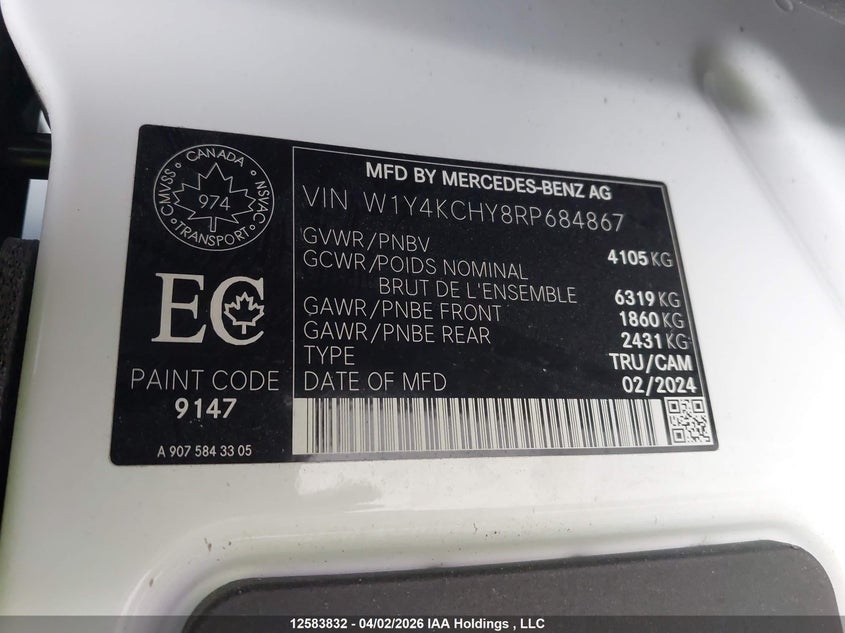 CANADA
CMVSS
NSVAC
974
TRANSPORT
EC
PAINT CODE
9147
A 907 584 33 05
MFD BY MERCEDES-BENZ AG
VIN W1Y4KCHY8RP684867
GVWR/PNBV 4105 KG
GCWR/POIDS NOMINAL
BRUT DE L'ENSEMBLE 6319 KG
GAWR/PNBE FRONT 1860 KG
GAWR/PNBE REAR 2431 KG
TYPE TRU/CAM
DATE OF MFD 02/2024
12583832 - 04/02/2026 IAA Holdings , LLC